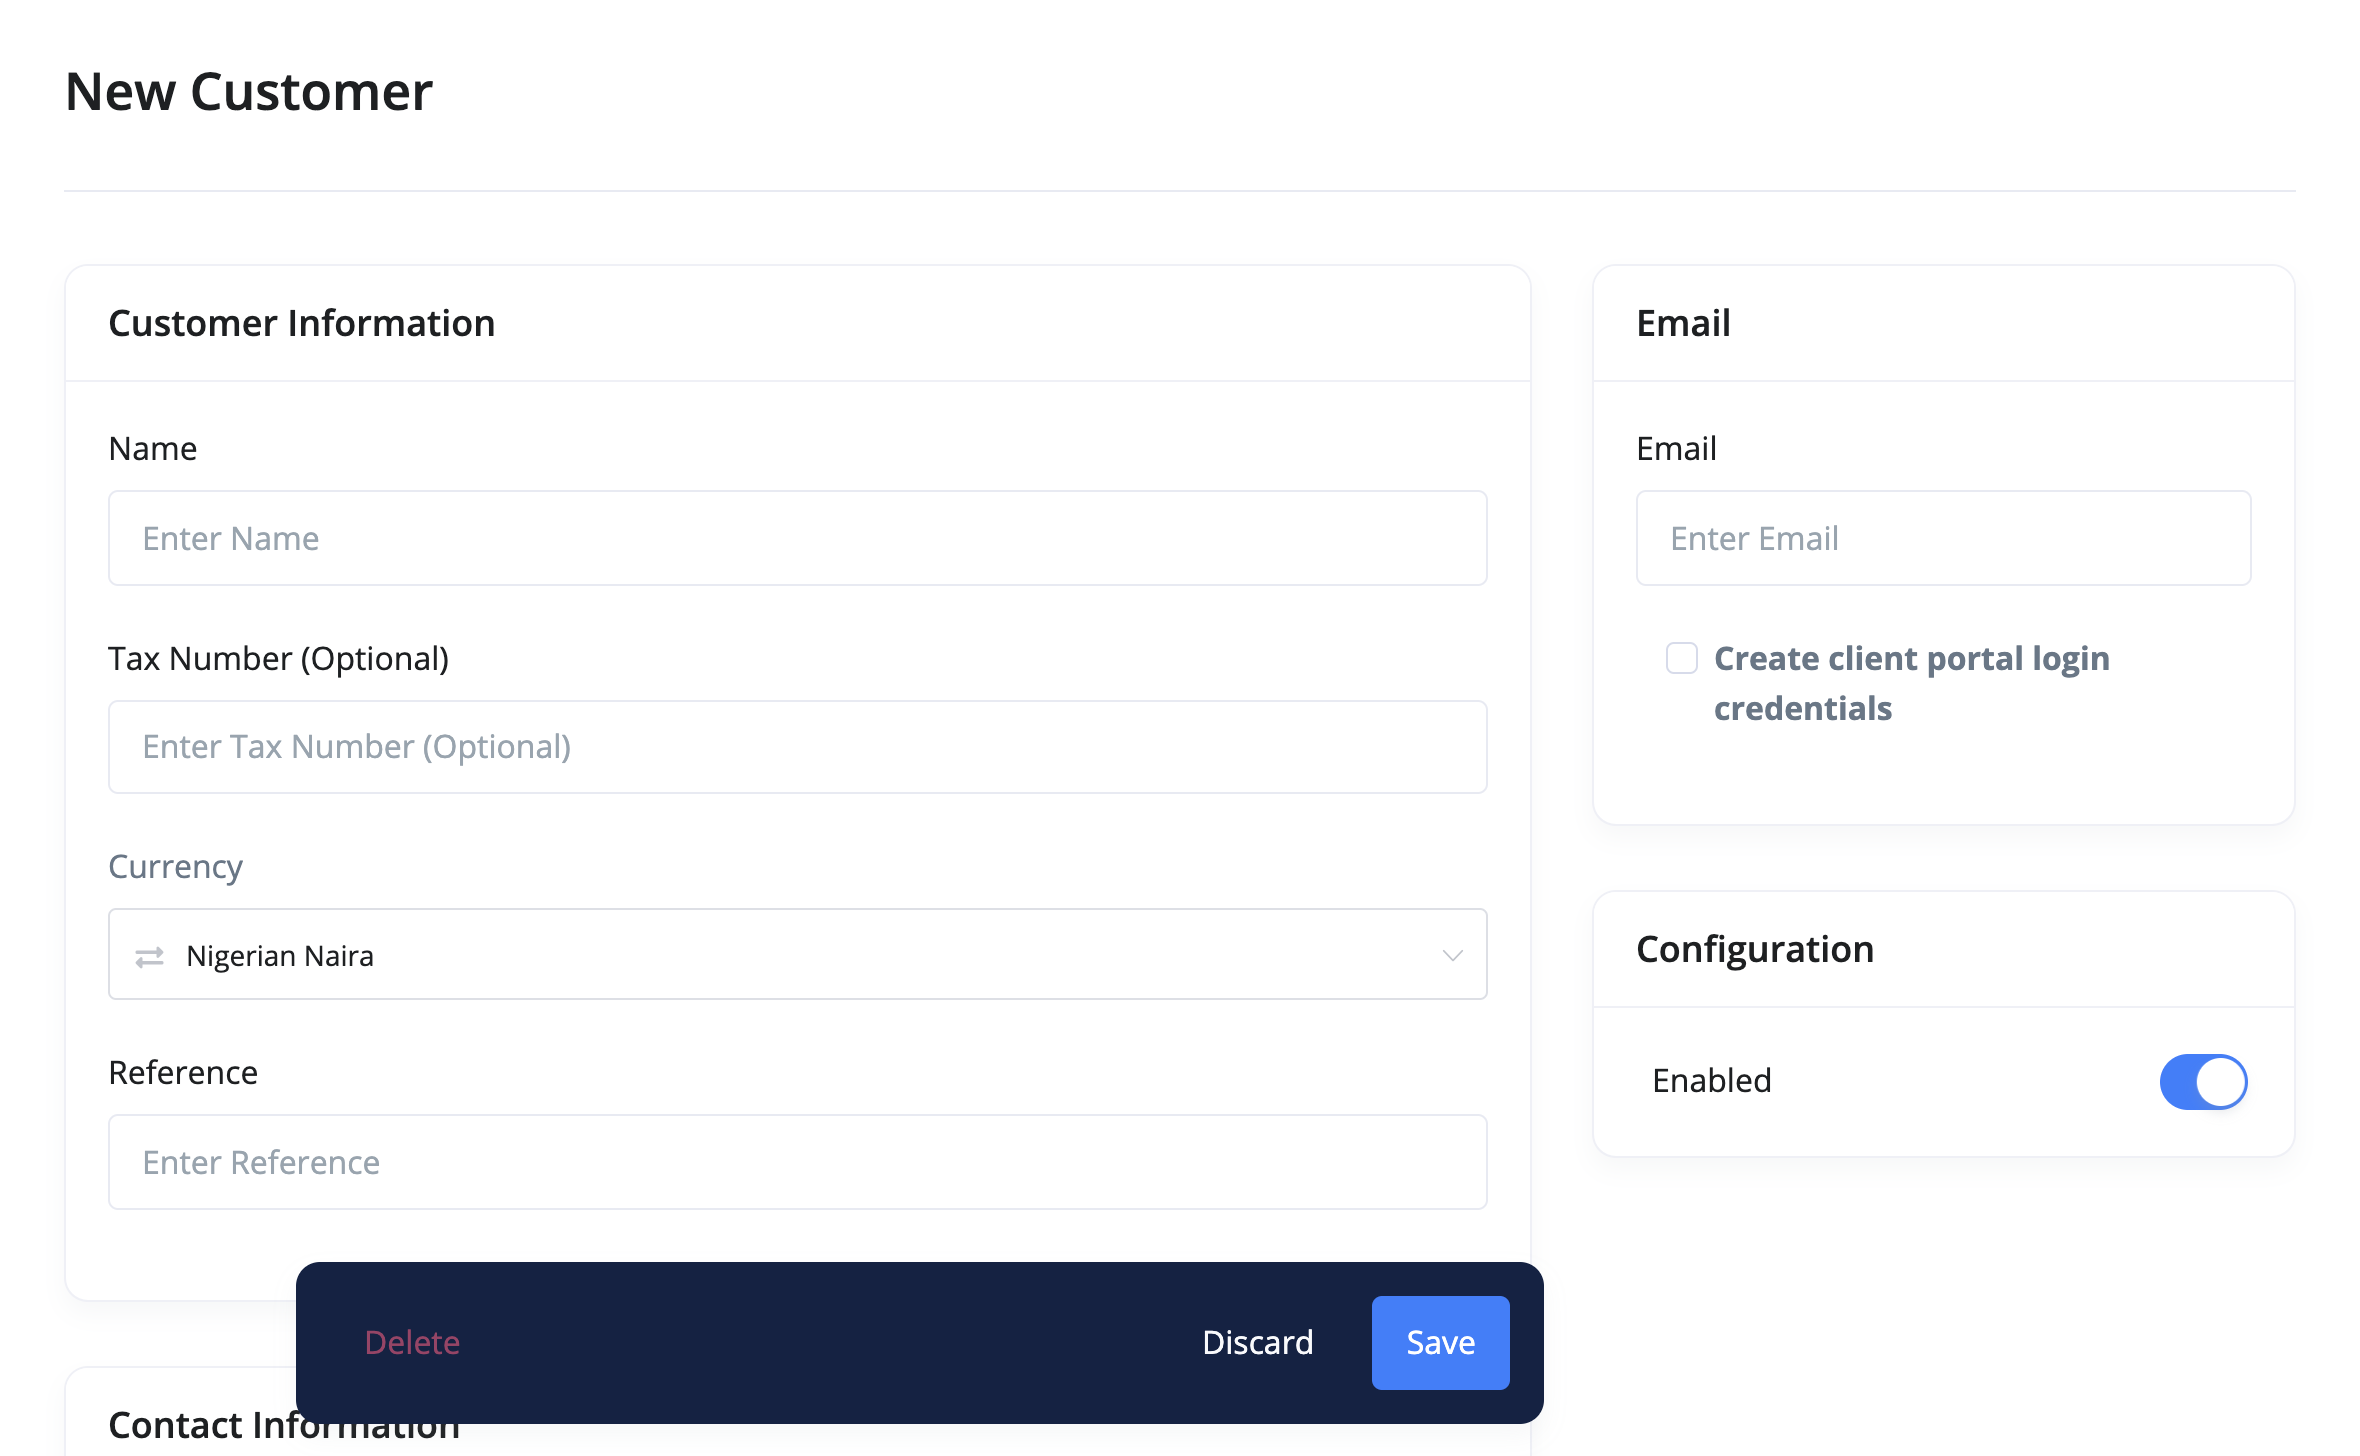 New Customer
Customer Information
Name
Enter Name
Tax Number (Optional)
Enter Tax Number (Optional)
Currency
Nigerian Naira
Reference
Enter Reference
Email
Email
Enter Email
Create client portal login
credentials
Configuration
Enabled
Delete
Discard
Save
Contact Information